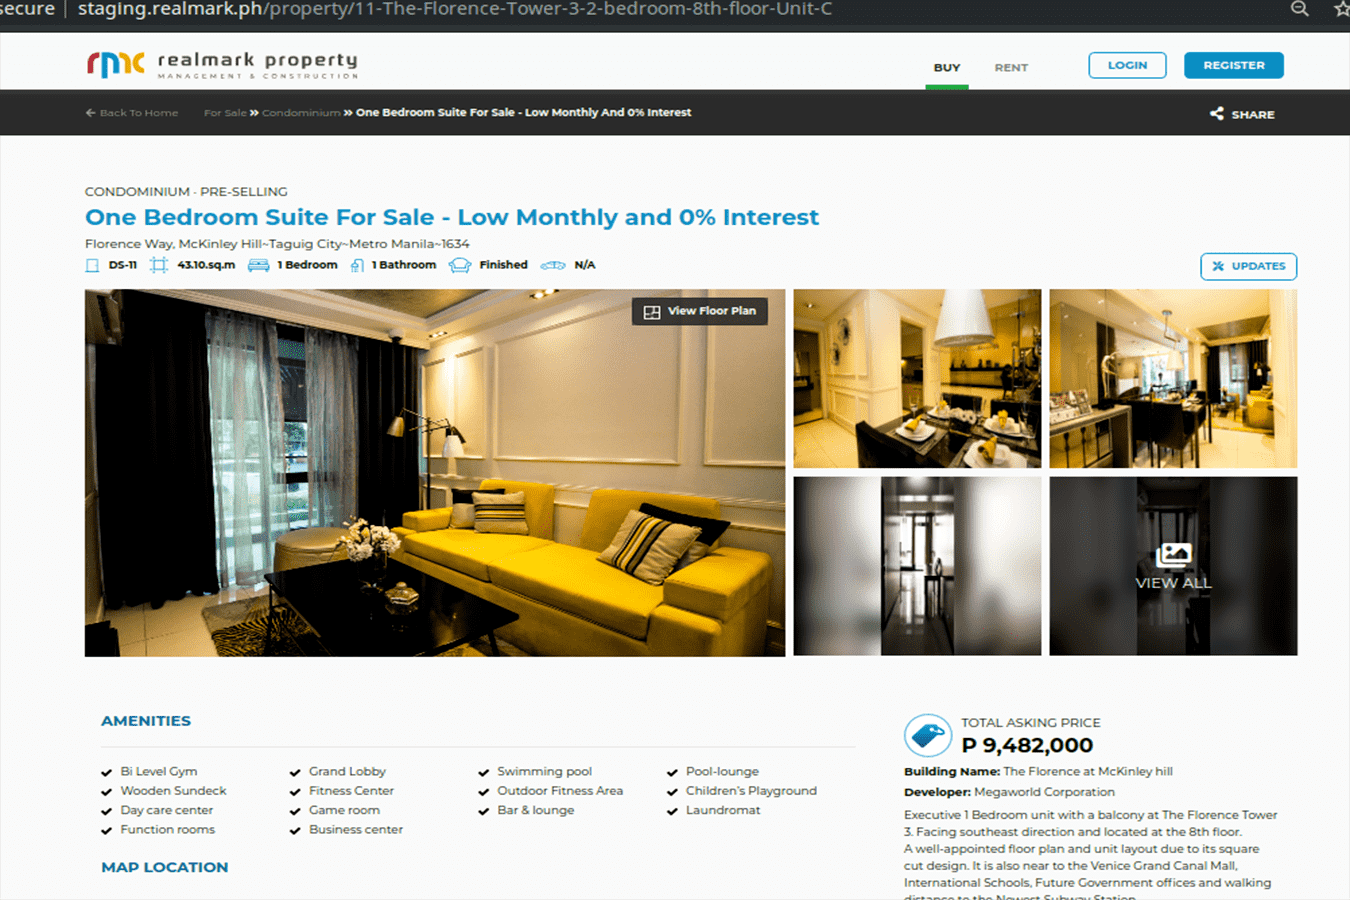 secure | staging.realmark.ph/property/11-The-Florence-Tower-3-2-bedroom-8th-floor-Unit-C
rmc realmark property
MANAGEMENT & CONSTRUCTION
BUY
RENT
LOGIN
REGISTER
Back To Home
For Sale » Condominium » One Bedroom Suite For Sale - Low Monthly And 0% Interest
SHARE
CONDOMINIUM - PRE-SELLING
One Bedroom Suite For Sale - Low Monthly and 0% Interest
Florence Way, McKinley Hill~Taguig City~Metro Manila~1634
DS-11 43.10.sq.m 1 Bedroom 1 Bathroom Finished N/A
UPDATES
View Floor Plan
VIEW ALL
AMENITIES
Bi Level Gym
Wooden Sundeck
Day care center
Function rooms
Grand Lobby
Fitness Center
Game room
Business center
Swimming pool
Outdoor Fitness Area
Bar & lounge
Pool-lounge
Children's Playground
Laundromat
MAP LOCATION
TOTAL ASKING PRICE
P 9,482,000
Building Name: The Florence at McKinley hill
Developer: Megaworld Corporation
Executive 1 Bedroom unit with a balcony at The Florence Tower
3. Facing southeast direction and located at the 8th floor.
A well-appointed floor plan and unit layout due to its square
cut design. It is also near to the Venice Grand Canal Mall,
International Schools, Future Government offices and walking
distance to the Newest Subway Station